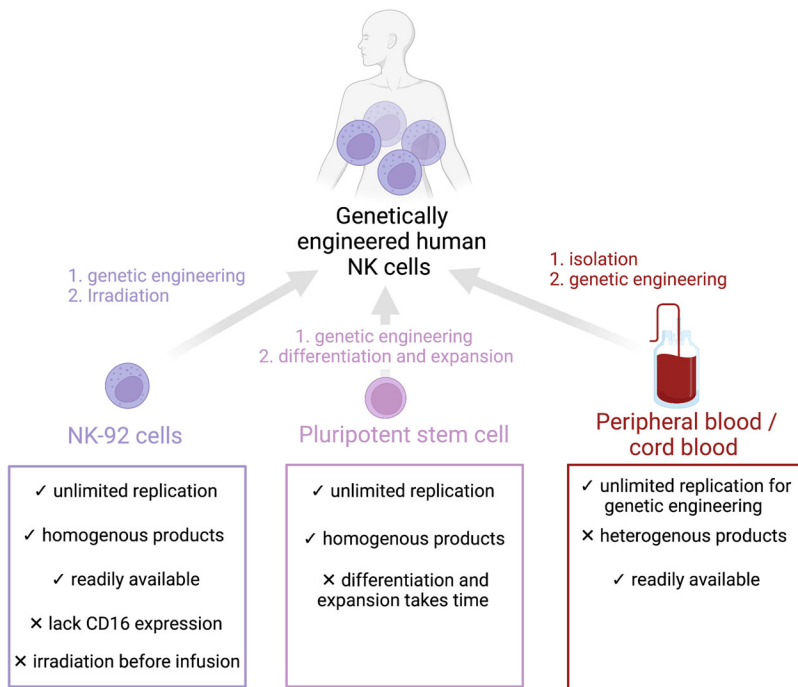 Genetically
engineered human
NK cells
1. genetic engineering
2. Irradiation
1. genetic engineering
2. differentiation and expansion
1. isolation
2. genetic engineering
NK-92 cells
✓ unlimited replication
✓ homogenous products
✓ readily available
✕ lack CD16 expression
✕ irradiation before infusion
Pluripotent stem cell
✓ unlimited replication
✓ homogenous products
✕ differentiation and
expansion takes time
Peripheral blood /
cord blood
✓ unlimited replication for
genetic engineering
✕ heterogenous products
✓ readily available